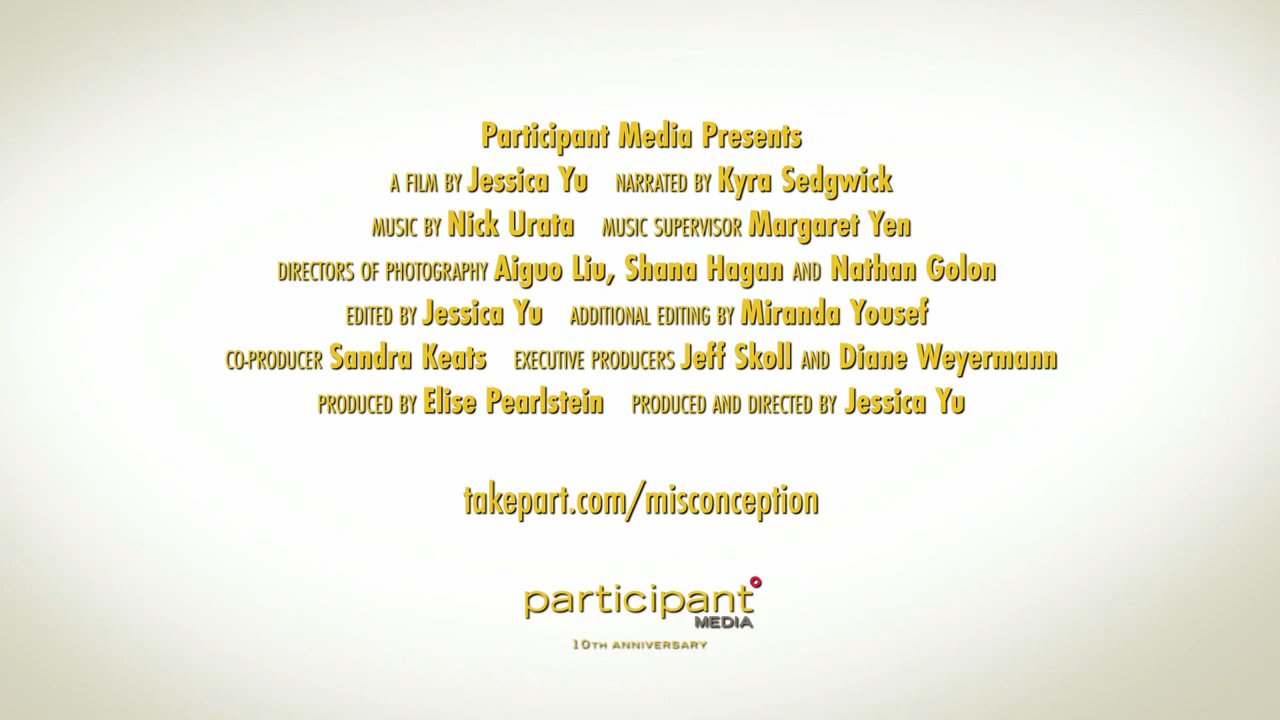 Participant Media Presents
A FILM BY Jessica Yu NARRATED BY Kyra Sedgwick
MUSIC BY Nick Urata MUSIC SUPERVISOR Margaret Yen
DIRECTORS OF PHOTOGRAPHY Aiguo Liu, Shana Hagan AND Nathan Golon
EDITED BY Jessica Yu ADDITIONAL EDITING BY Miranda Yousef
CO-PRODUCER Sandra Keats EXECUTIVE PRODUCERS Jeff Skoll AND Diane Weyermann
PRODUCED BY Elise Pearlstein PRODUCED AND DIRECTED BY Jessica Yu
takepart.com/misconception
participant
MEDIA
10TH ANNIVERSARY